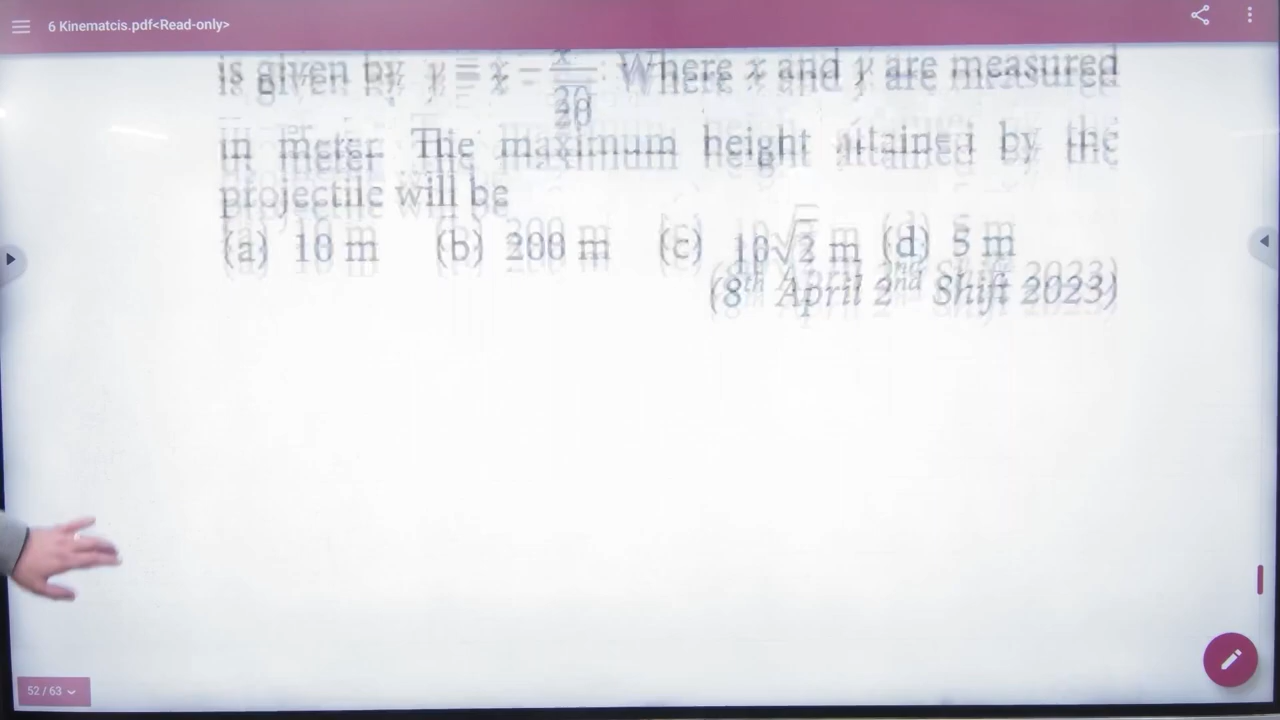 6 Kinematcis.pdf<Read-only>
is given by y = x − x/20. Where x and y are measured
in meter. The maximum height attained by the
projectile will be
(a) 10 m (b) 200 m (c) 10√2 m (d) 5 m
(8th April 2nd Shift 2023)
52 / 63